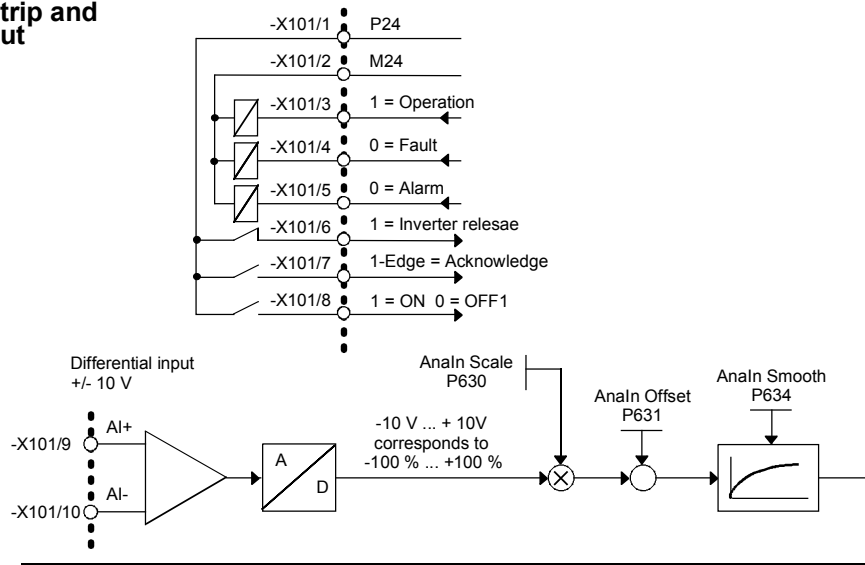 trip and
ut
-X101/1 P24
-X101/2 M24
-X101/3 1 = Operation
-X101/4 0 = Fault
-X101/5 0 = Alarm
-X101/6 1 = Inverter relesae
-X101/7 1-Edge = Acknowledge
-X101/8 1 = ON 0 = OFF1
Differential input
+/- 10 V
AnaIn Scale
P630
AnaIn Offset
P631
AnaIn Smooth
P634
-X101/9 AI+
-X101/10 AI-
A
D
-10 V ... + 10V
corresponds to
-100 % ... +100 %